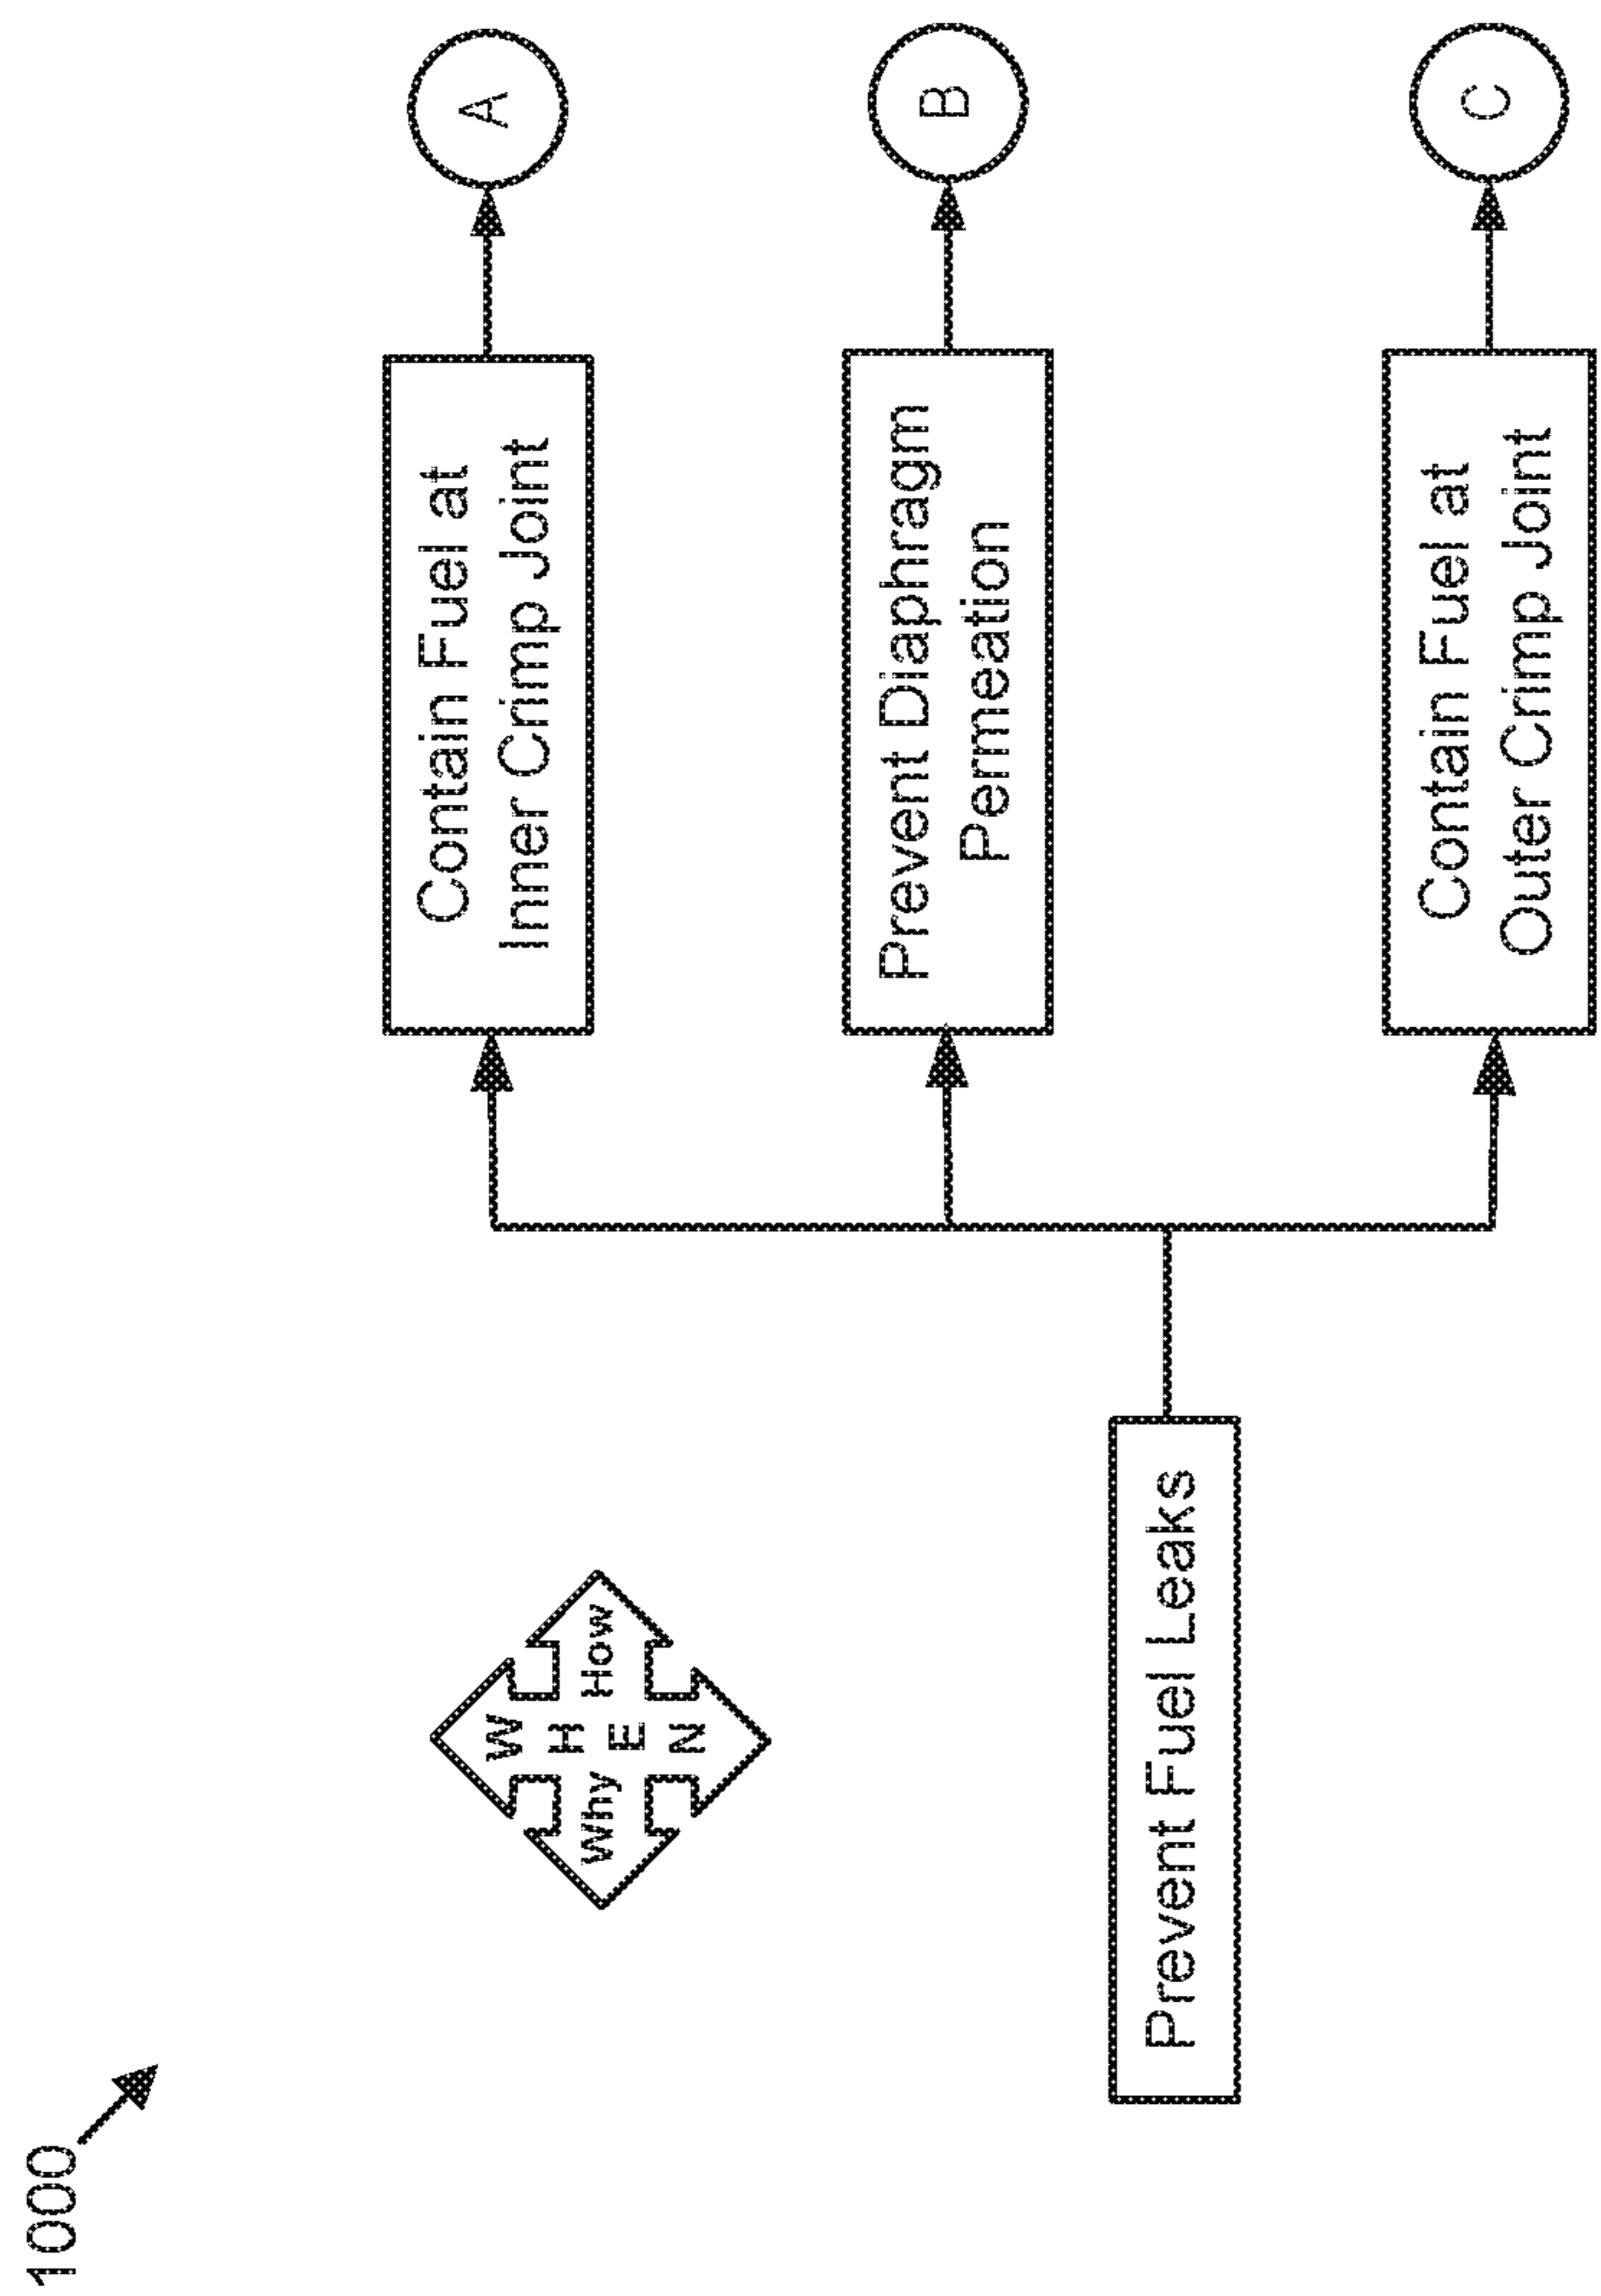 1000
Why
How
W
H
E
N
Prevent Fuel Leaks
Contain Fuel at
Inner Crimp Joint
A
Prevent Diaphragm
Permeation
B
Contain Fuel at
Outer Crimp Joint
C